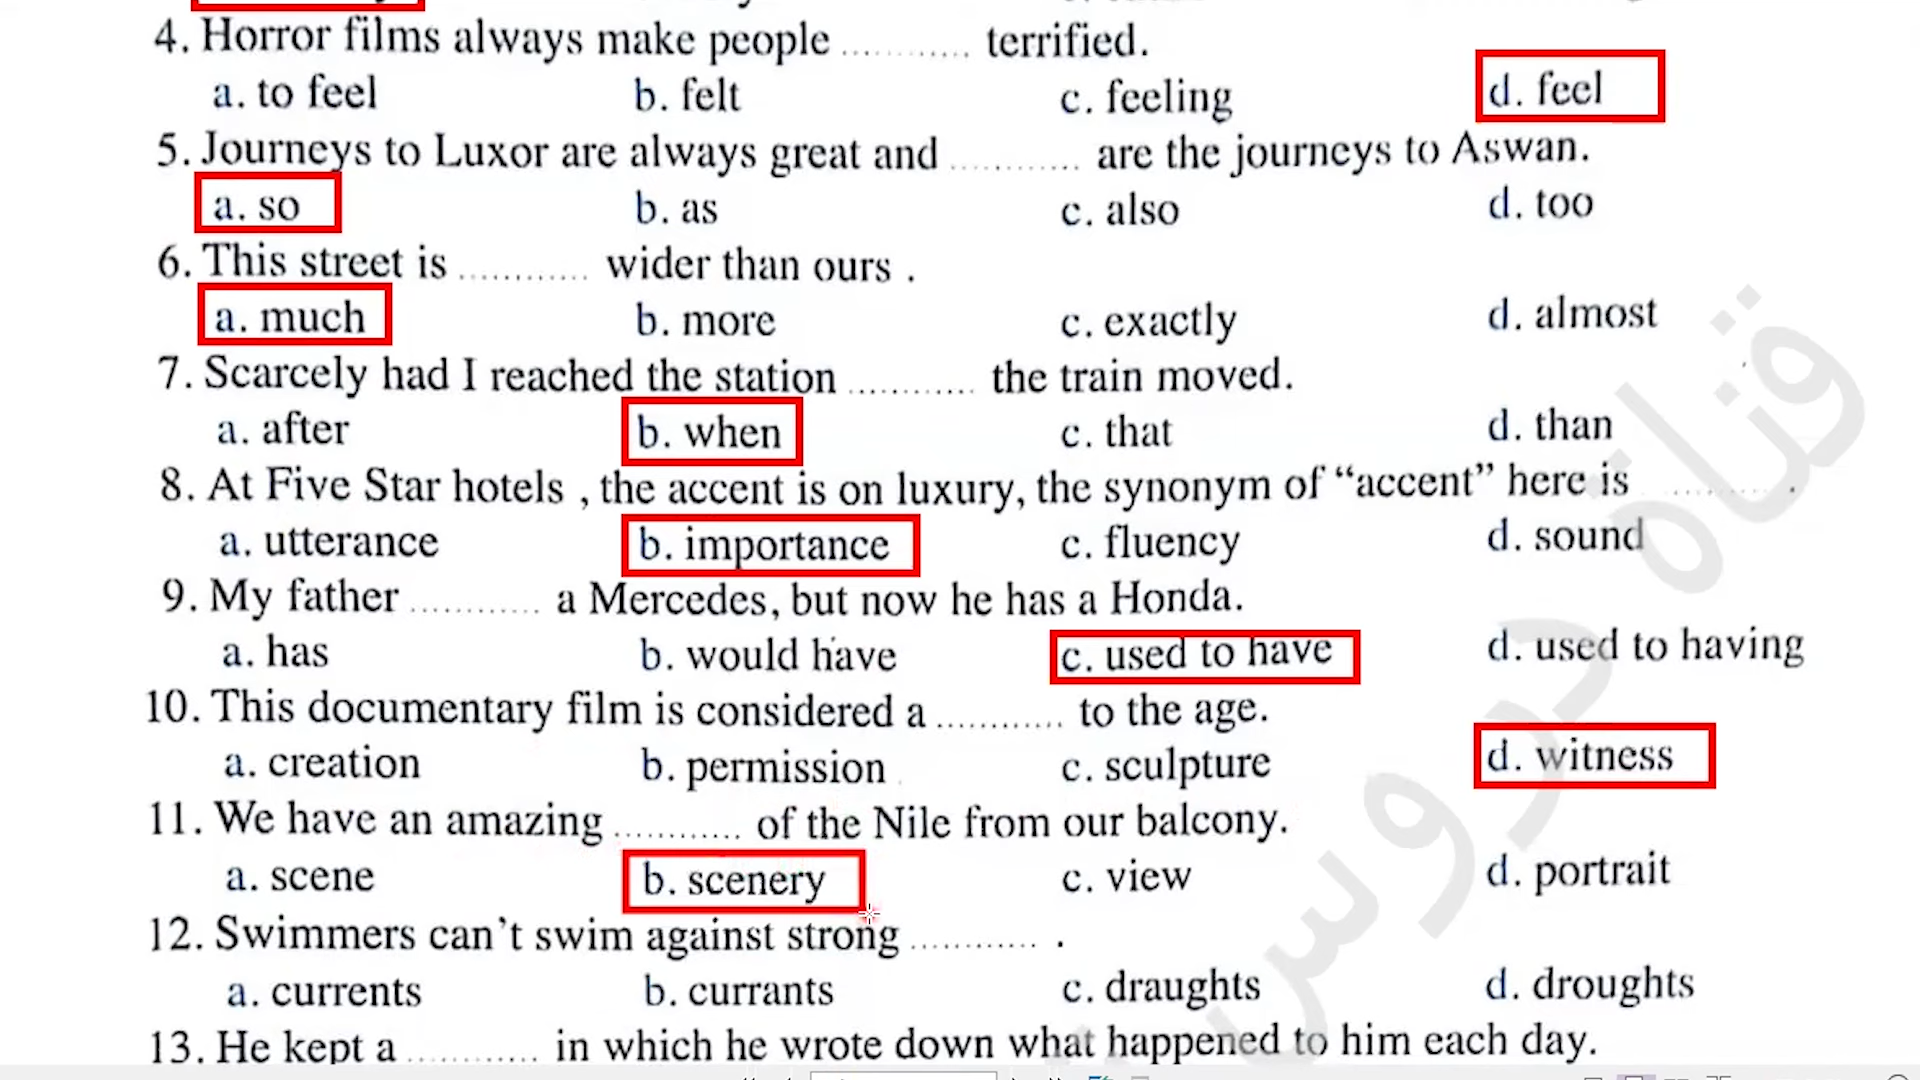 4. Horror films always make people ............ terrified.
a. to feel b. felt c. feeling d. feel
5. Journeys to Luxor are always great and ............ are the journeys to Aswan.
a. so b. as c. also d. too
6. This street is ............ wider than ours .
a. much b. more c. exactly d. almost
7. Scarcely had I reached the station ............ the train moved.
a. after b. when c. that d. than
8. At Five Star hotels , the accent is on luxury, the synonym of “accent” here is ............ .
a. utterance b. importance c. fluency d. sound
9. My father ............ a Mercedes, but now he has a Honda.
a. has b. would have c. used to have d. used to having
10. This documentary film is considered a ............ to the age.
a. creation b. permission c. sculpture d. witness
11. We have an amazing ............ of the Nile from our balcony.
a. scene b. scenery c. view d. portrait
12. Swimmers can’t swim against strong ............ .
a. currents b. currants c. draughts d. droughts
13. He kept a ............ in which he wrote down what happened to him each day.
قناة دروس